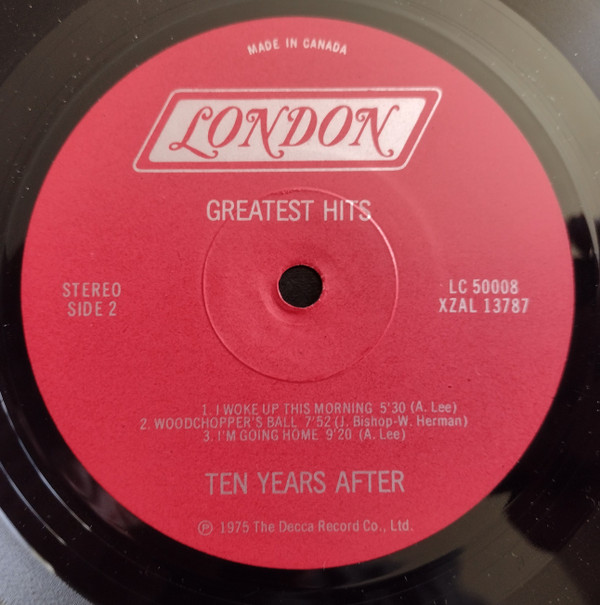 MADE IN CANADA
LONDON
GREATEST HITS
STEREO
SIDE 2
LC 50008
XZAL 13787
1. I WOKE UP THIS MORNING 5'30 (A. Lee)
2. WOODCHOPPER'S BALL 7'52 (J. Bishop-W. Herman)
3. I'M GOING HOME 9'20 (A. Lee)
TEN YEARS AFTER
℗ 1975 The Decca Record Co., Ltd.